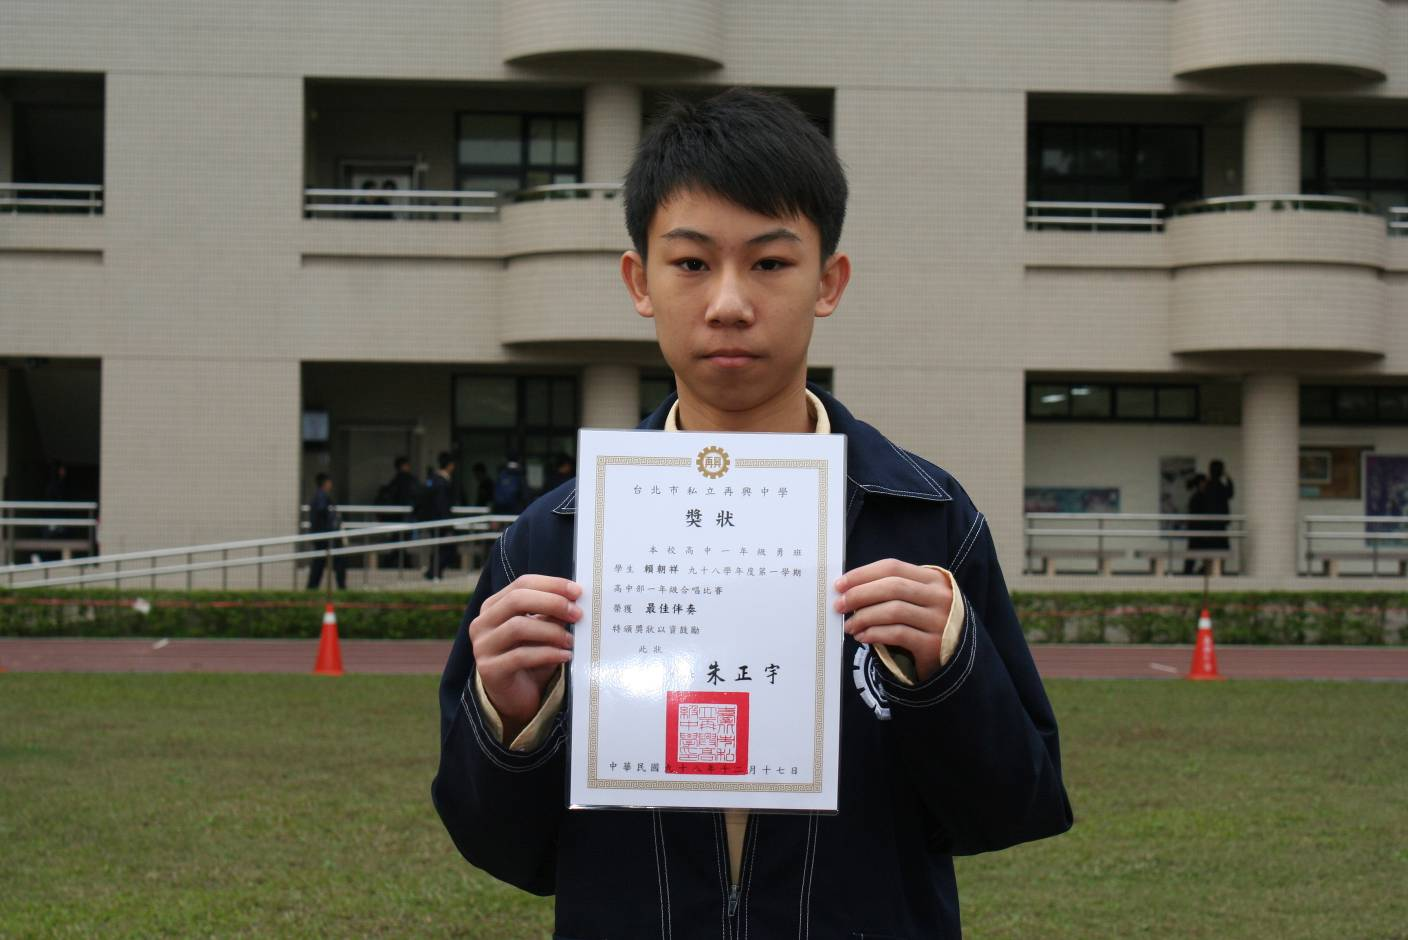 再興
台北市私立再興中學
獎狀
本校高中一年級勇班
學生 賴朝祥 九十八學年度第一學期
高中部一年級合唱比賽
榮獲 最佳伴奏
特頒獎狀以資鼓勵
此狀
朱正宇
中華民國九十八年十二月十七日